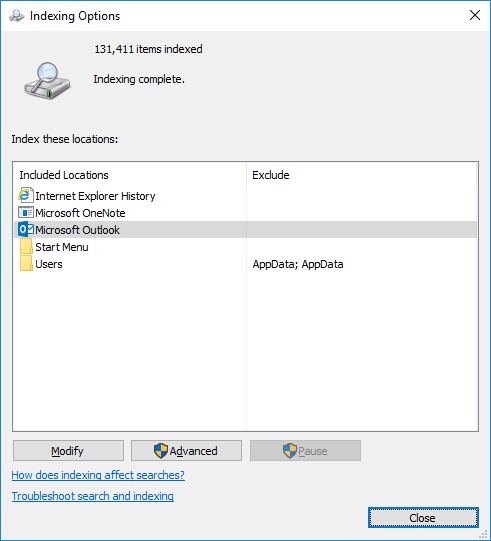 Indexing Options
131,411 items indexed
Indexing complete.
Index these locations:
Included Locations Exclude
Internet Explorer History
Microsoft OneNote
Microsoft Outlook
Start Menu
Users AppData; AppData
Modify Advanced Pause
How does indexing affect searches?
Troubleshoot search and indexing
Close